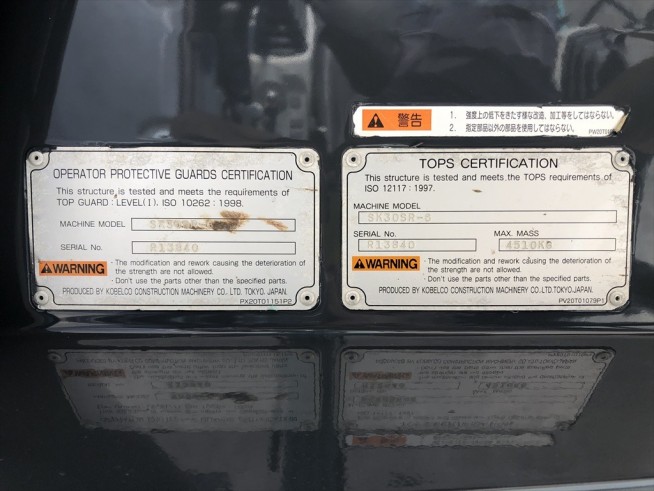 警告
1. 強度上の低下をきたす様な改造、加工等をしてはならない。
2. 指定部品以外の部品を使用してはならない。
OPERATOR PROTECTIVE GUARDS CERTIFICATION
This structure is tested and meets the requirements of
TOP GUARD : LEVEL(I). ISO 10262 : 1998.
MACHINE MODEL
SERIAL No. R13840
WARNING
· The modification and rework causing the deterioration of
the strength are not allowed.
· Don't use the parts other than the specified parts.
PRODUCED BY KOBELCO CONSTRUCTION MACHINERY CO., LTD. TOKYO. JAPAN.
PX20T01151P2
TOPS CERTIFICATION
This structure is tested and meets the TOPS requirements of
ISO 12117 : 1997.
MACHINE MODEL
SK30SR-6
SERIAL No. MAX. MASS
R13840 4510KG
WARNING
· The modification and rework causing the deterioration of
the strength are not allowed.
· Don't use the parts other than the specified parts.
PRODUCED BY KOBELCO CONSTRUCTION MACHINERY CO., LTD.TOKYO.JAPAN.
PV20T01079P1